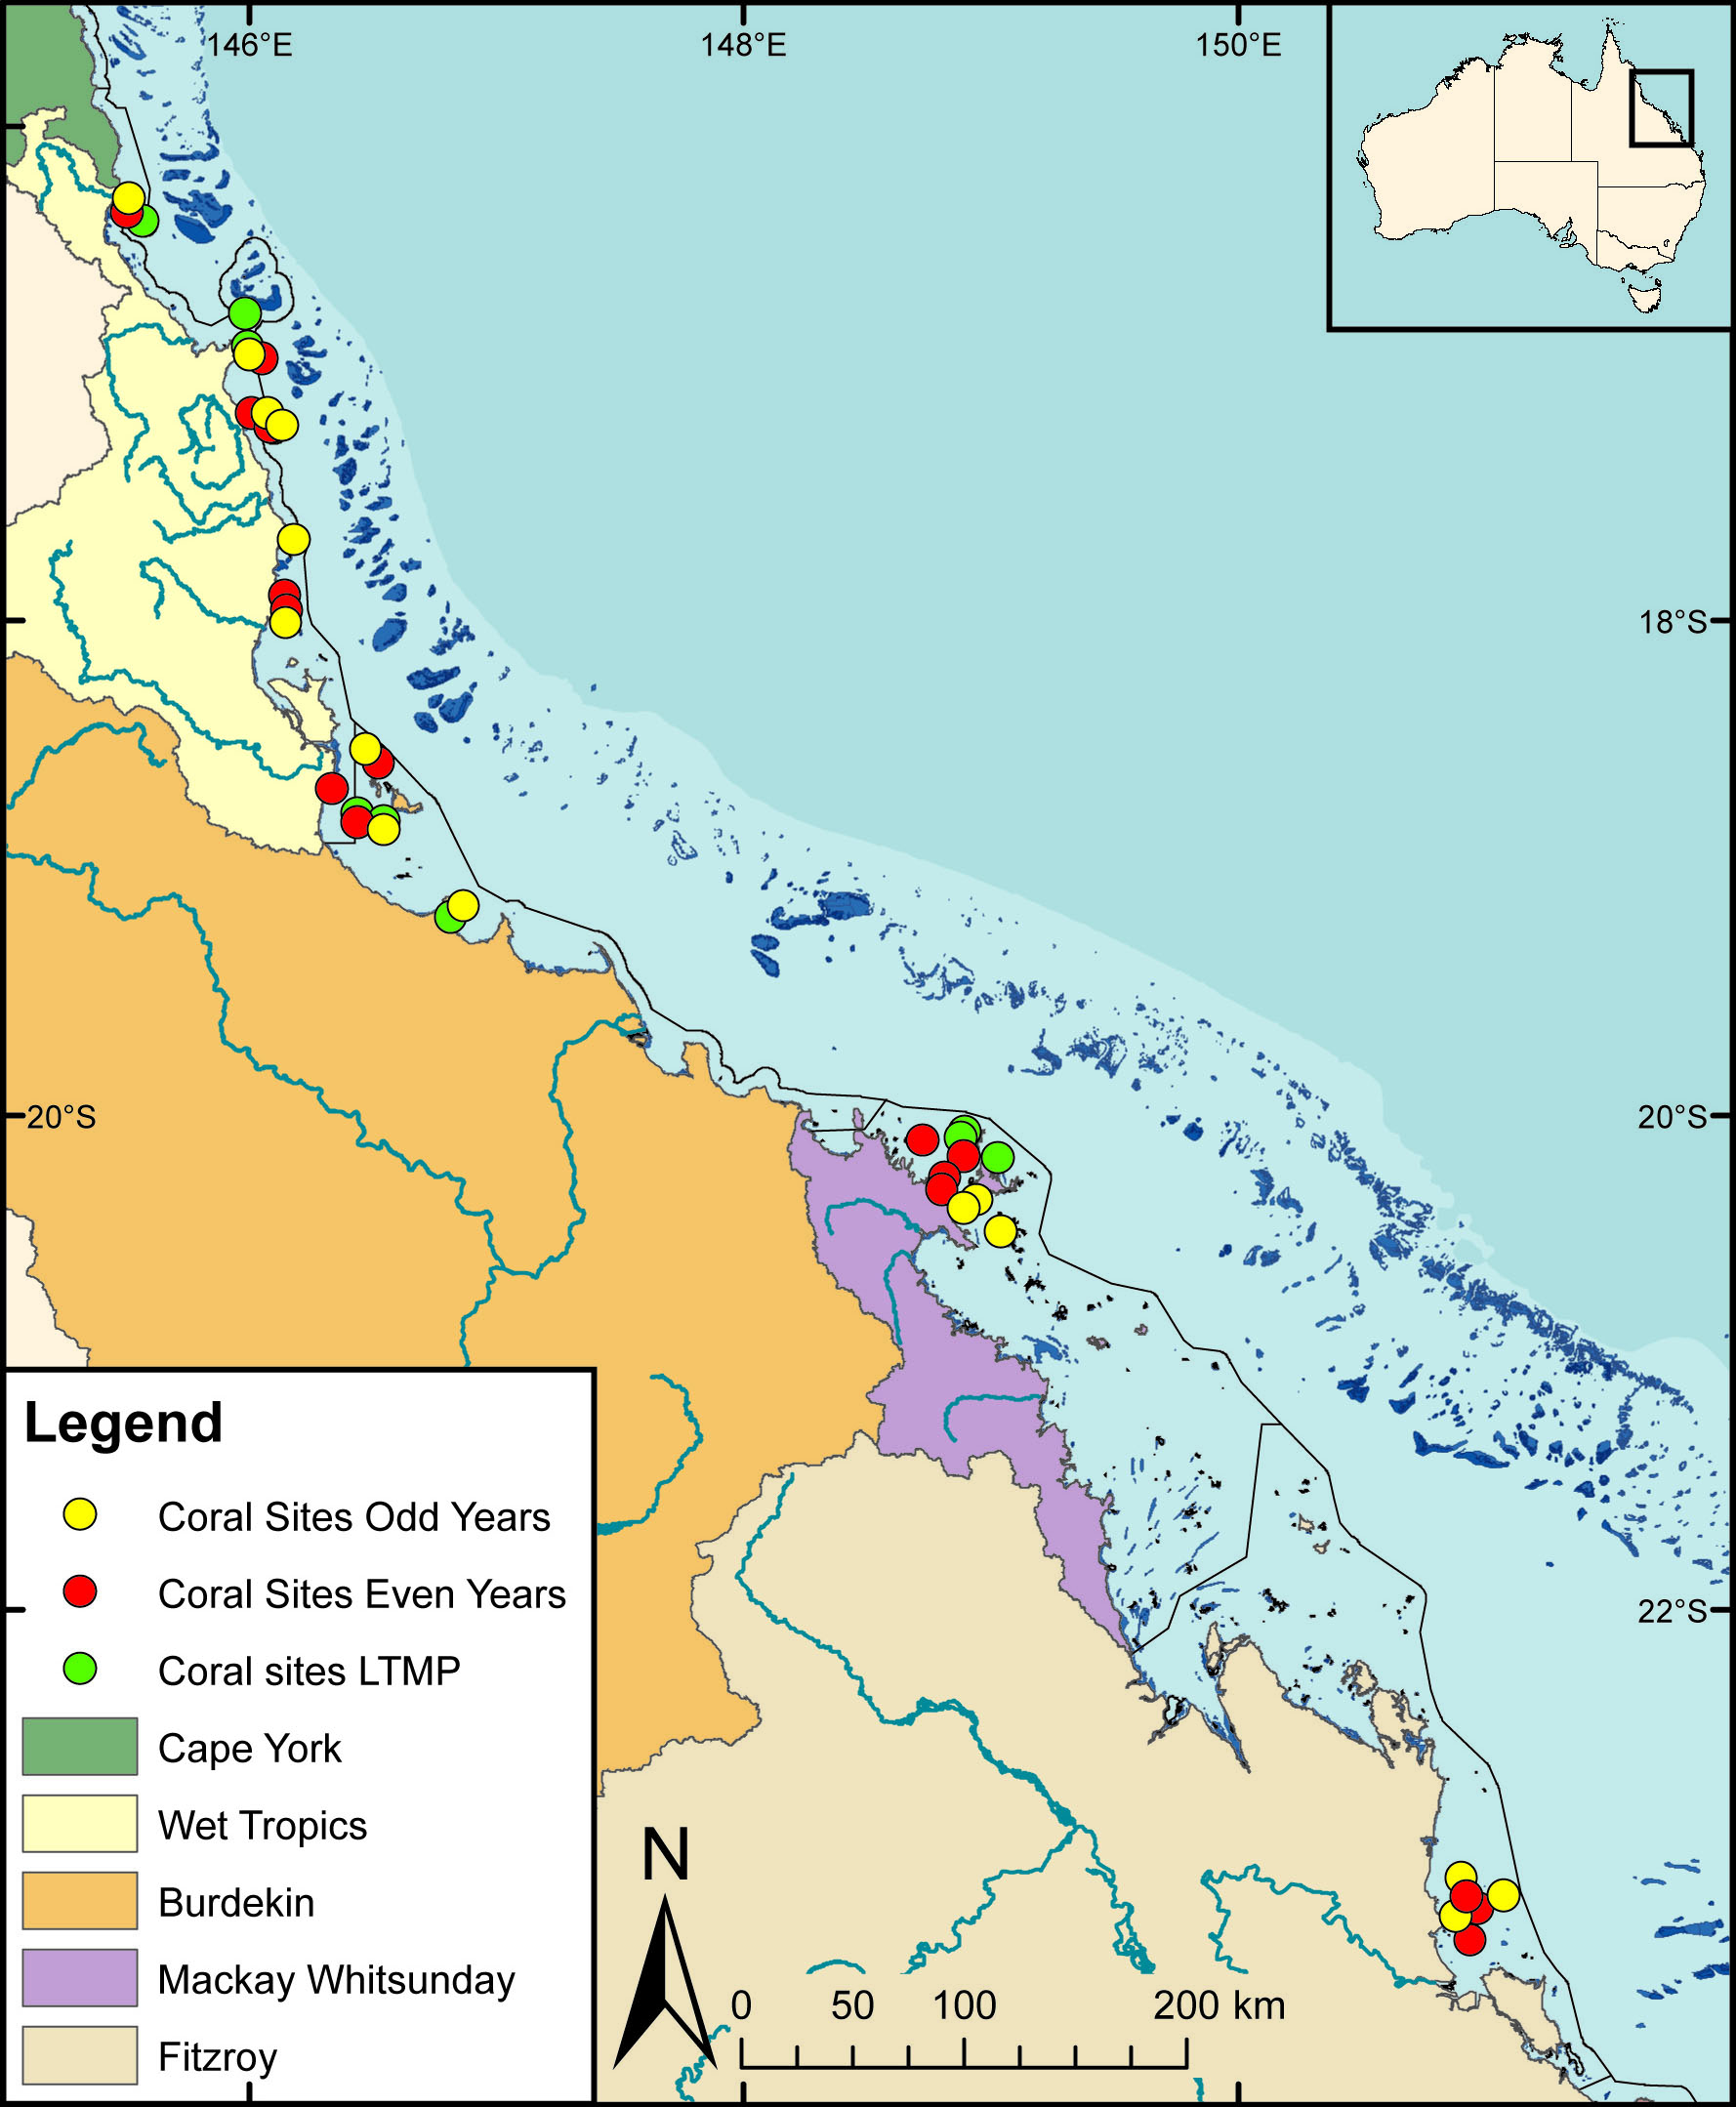 146°E
148°E
150°E
18°S
20°S
20°S
22°S
Legend
Coral Sites Odd Years
Coral Sites Even Years
Coral sites LTMP
Cape York
Wet Tropics
Burdekin
Mackay Whitsunday
Fitzroy
N
0 50 100 200 km